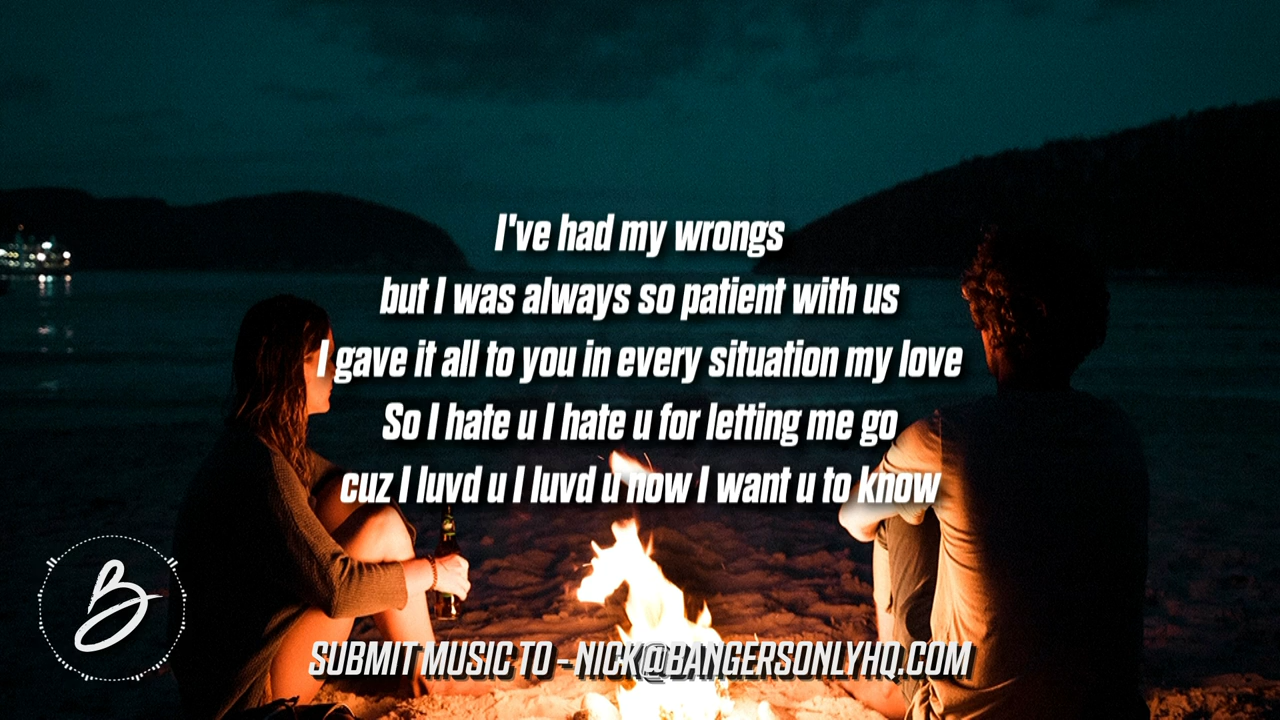 I've had my wrongs
but I was always so patient with us
I gave it all to you in every situation my love
So I hate u I hate u for letting me go
cuz I luvd u I luvd u now I want u to know
B
SUBMIT MUSIC TO - NICK@BANGERSONLYHQ.COM